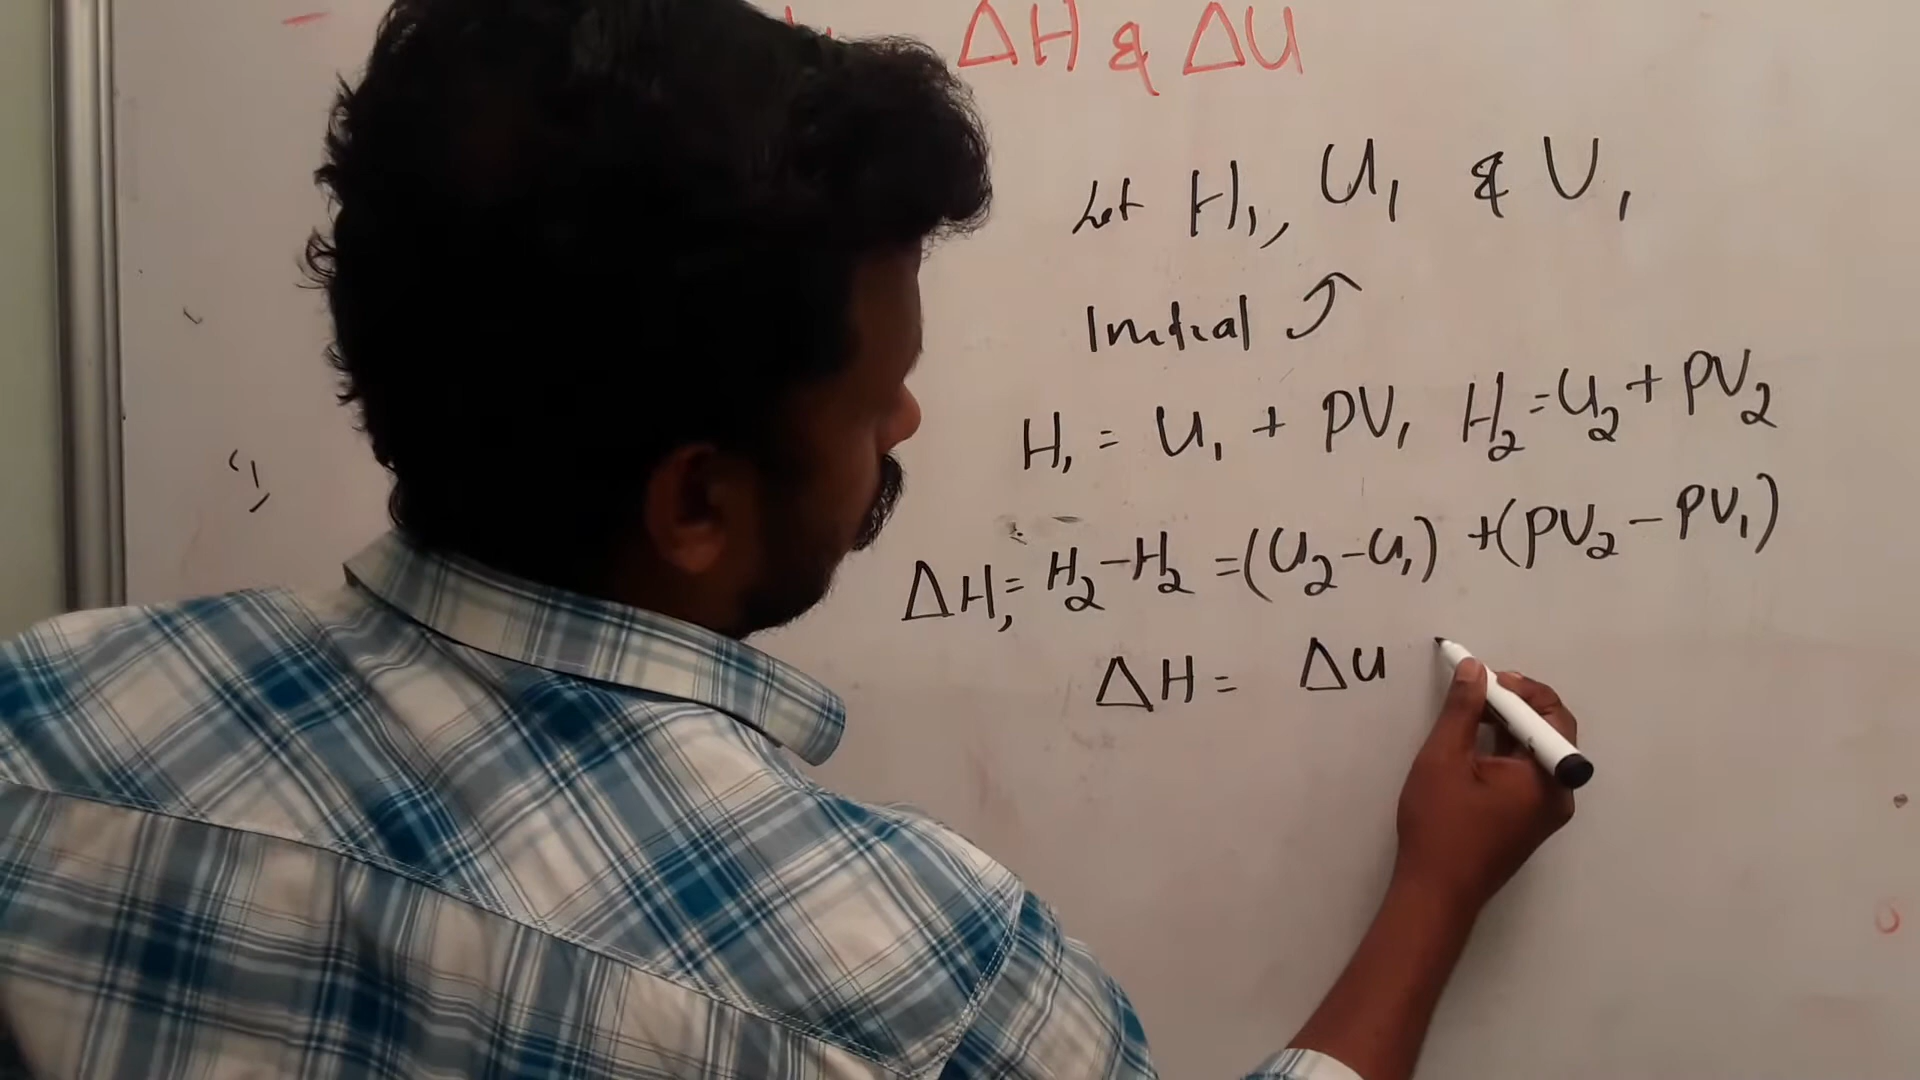 ΔH & ΔU
Let H₁, U₁ & V₁
Initial
H₁ = U₁ + PV₁ H₂ = U₂ + PV₂
ΔH, = H₂ - H₂ = (U₂ - U₁) + (PV₂ - PV₁)
ΔH = ΔU